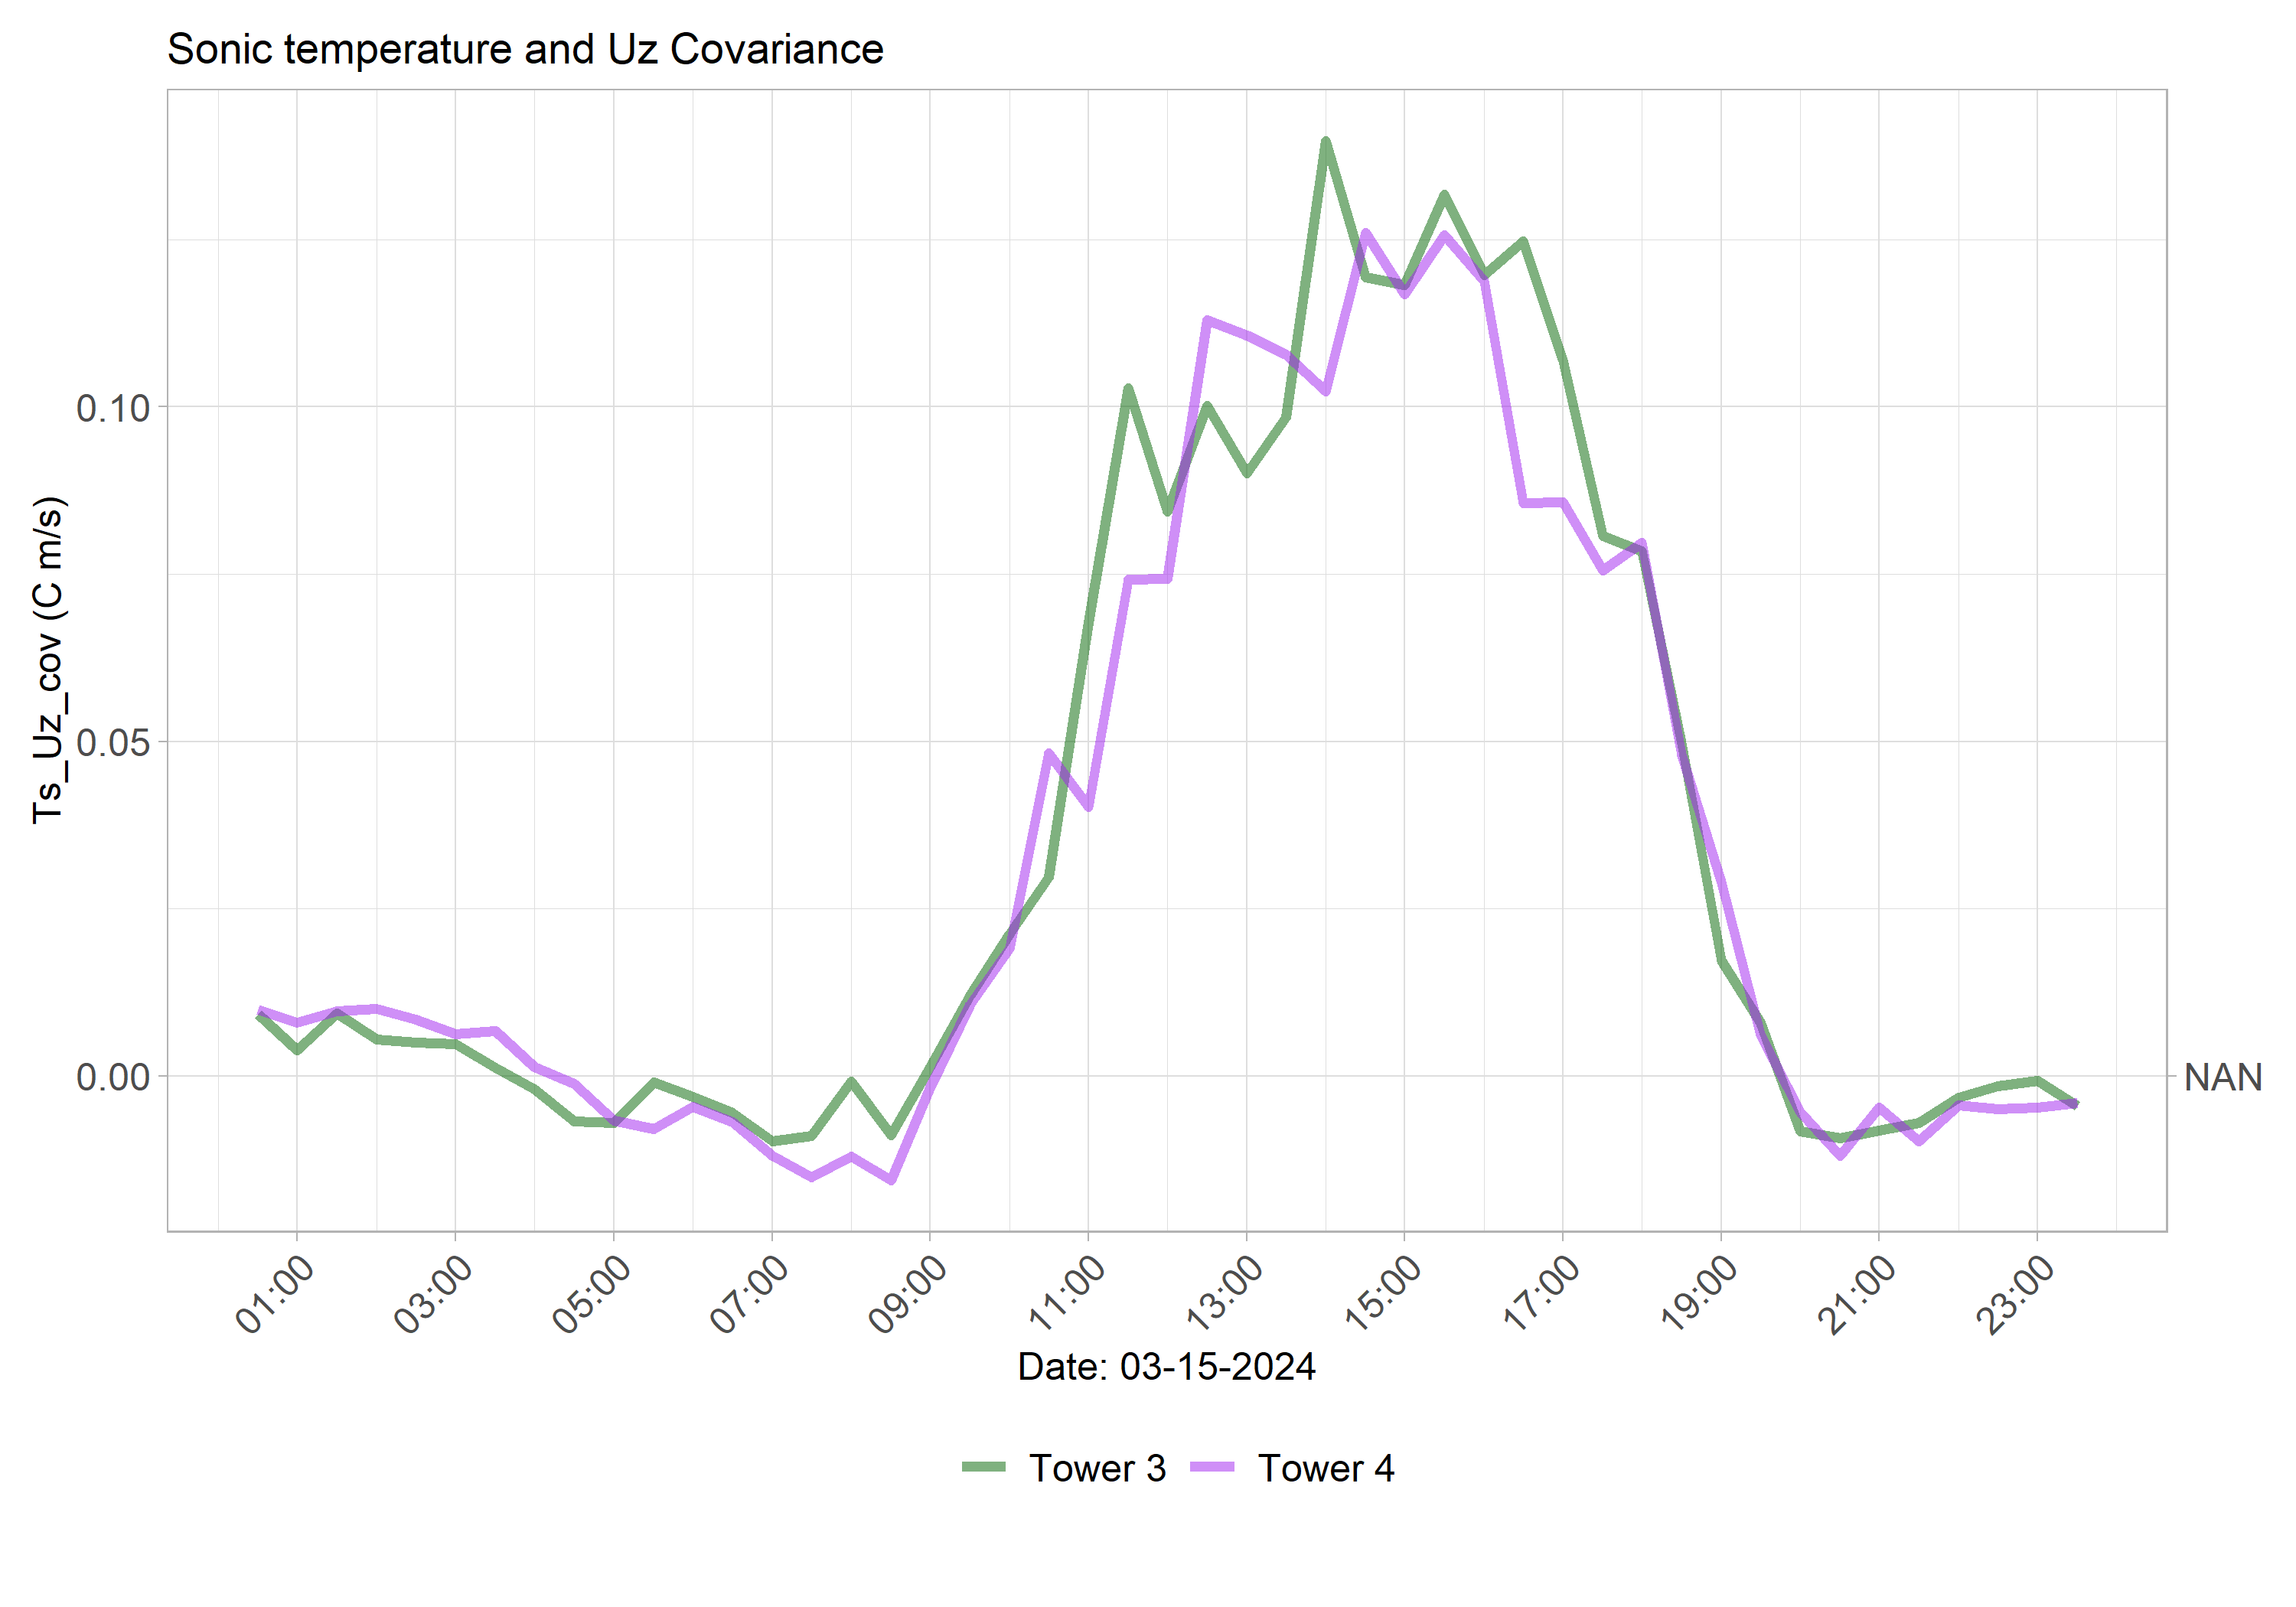 Sonic temperature and Uz Covariance
Ts_Uz_cov (C m/s)
0.10
0.05
0.00
NAN
01:00
03:00
05:00
07:00
09:00
11:00
13:00
15:00
17:00
19:00
21:00
23:00
Date: 03-15-2024
Tower 3
Tower 4